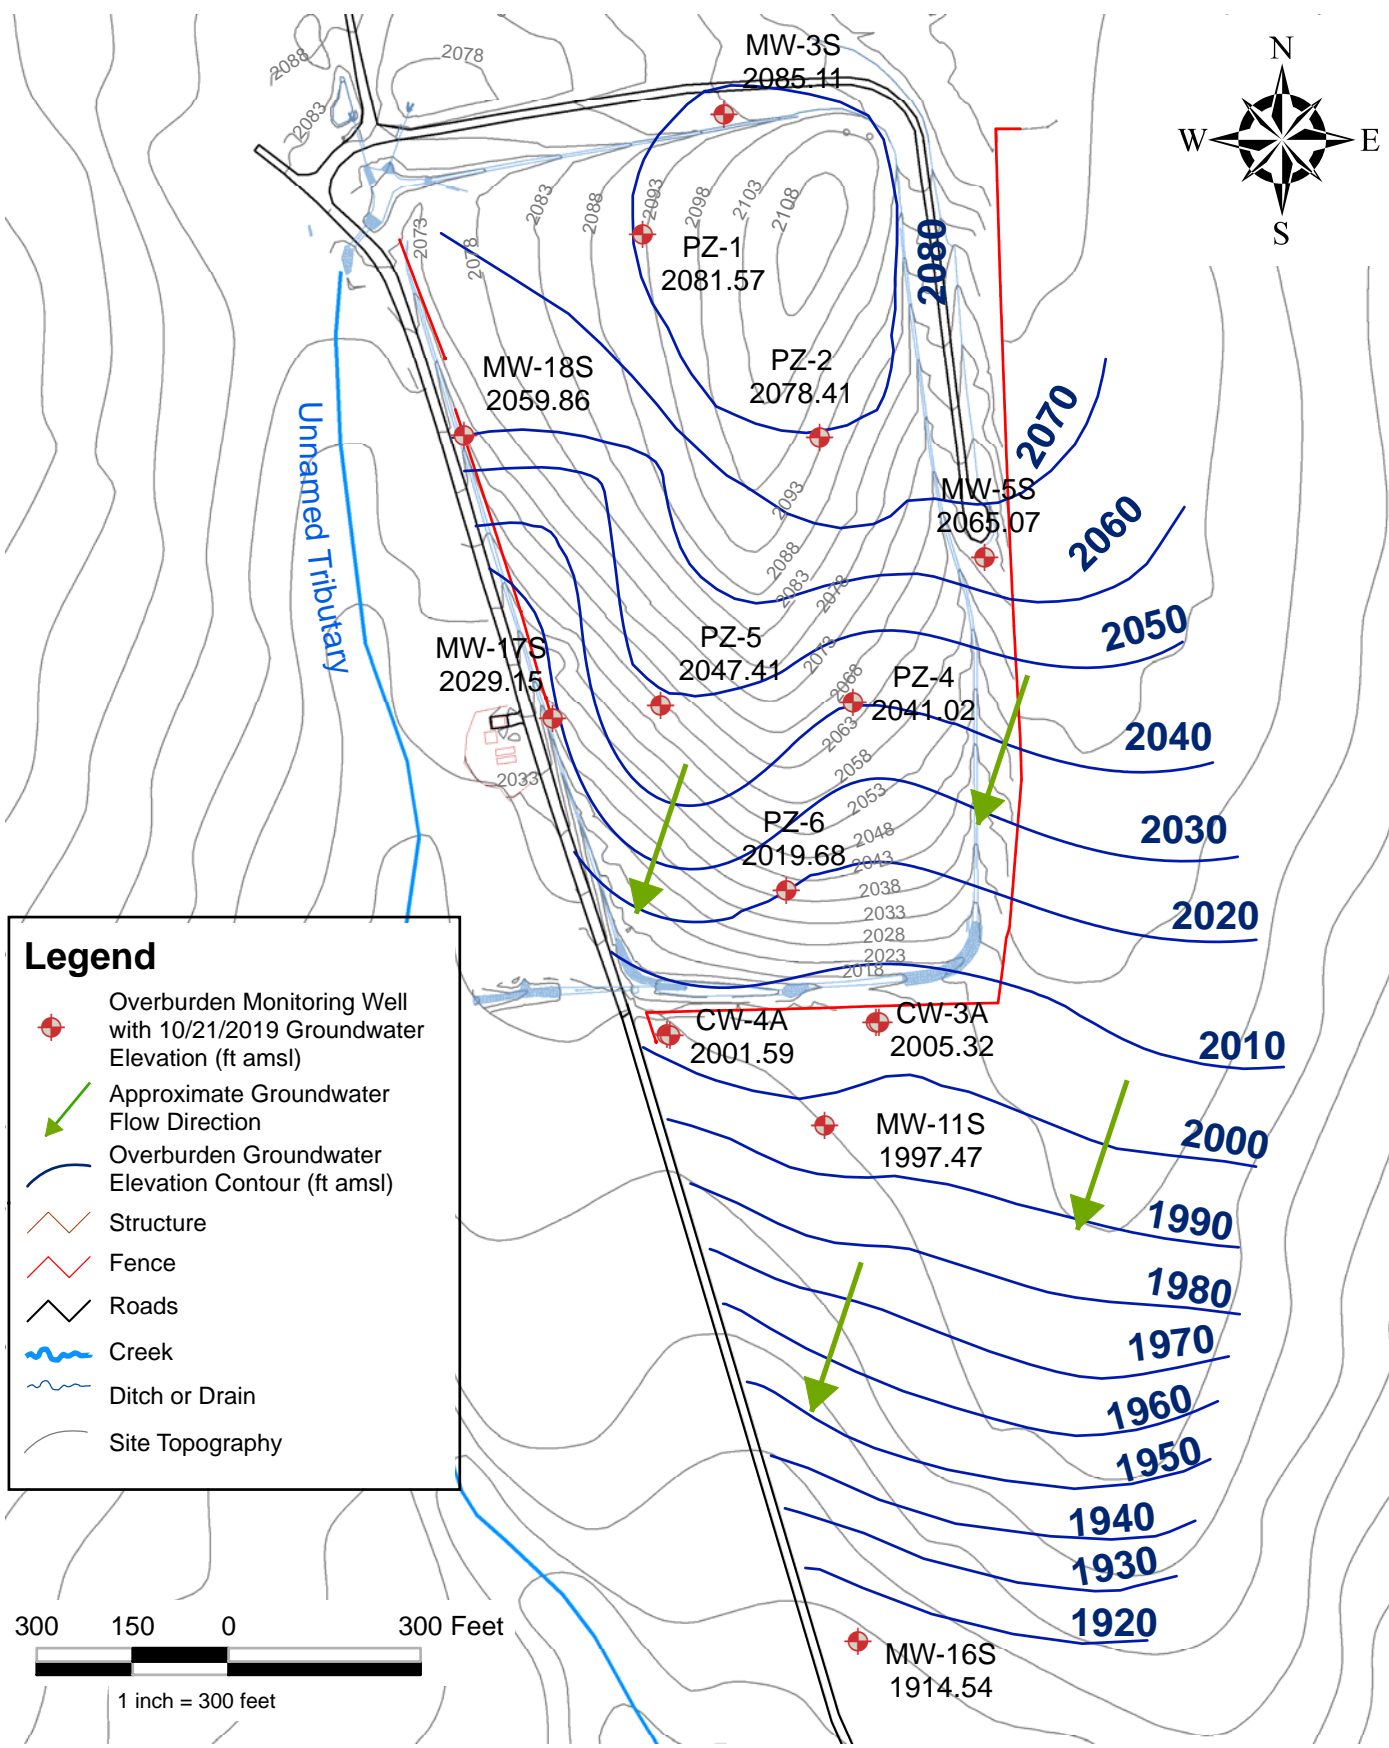 MW-3S
2085.11
N
W
E
S
2088
2078
2083
2083
2088
2093
2098
2103
2108
2073
2078
PZ-1
2081.57
2080
MW-18S
2059.86
PZ-2
2078.41
2070
Unnamed Tributary
2093
MW-5S
2065.07
2060
2088
2083
2078
2050
MW-17S
2029.15
PZ-5
2047.41
2073
2068
PZ-4
2041.02
2063
2040
2033
2058
2053
PZ-6
2019.68
2048
2043
2030
2038
2033
2020
2028
2023
2018
CW-4A
2001.59
CW-3A
2005.32
2010
MW-11S
1997.47
2000
1990
1980
1970
1960
1950
1940
1930
1920
MW-16S
1914.54
Legend
Overburden Monitoring Well
with 10/21/2019 Groundwater
Elevation (ft amsl)
Approximate Groundwater
Flow Direction
Overburden Groundwater
Elevation Contour (ft amsl)
Structure
Fence
Roads
Creek
Ditch or Drain
Site Topography
300 150 0 300 Feet
1 inch = 300 feet